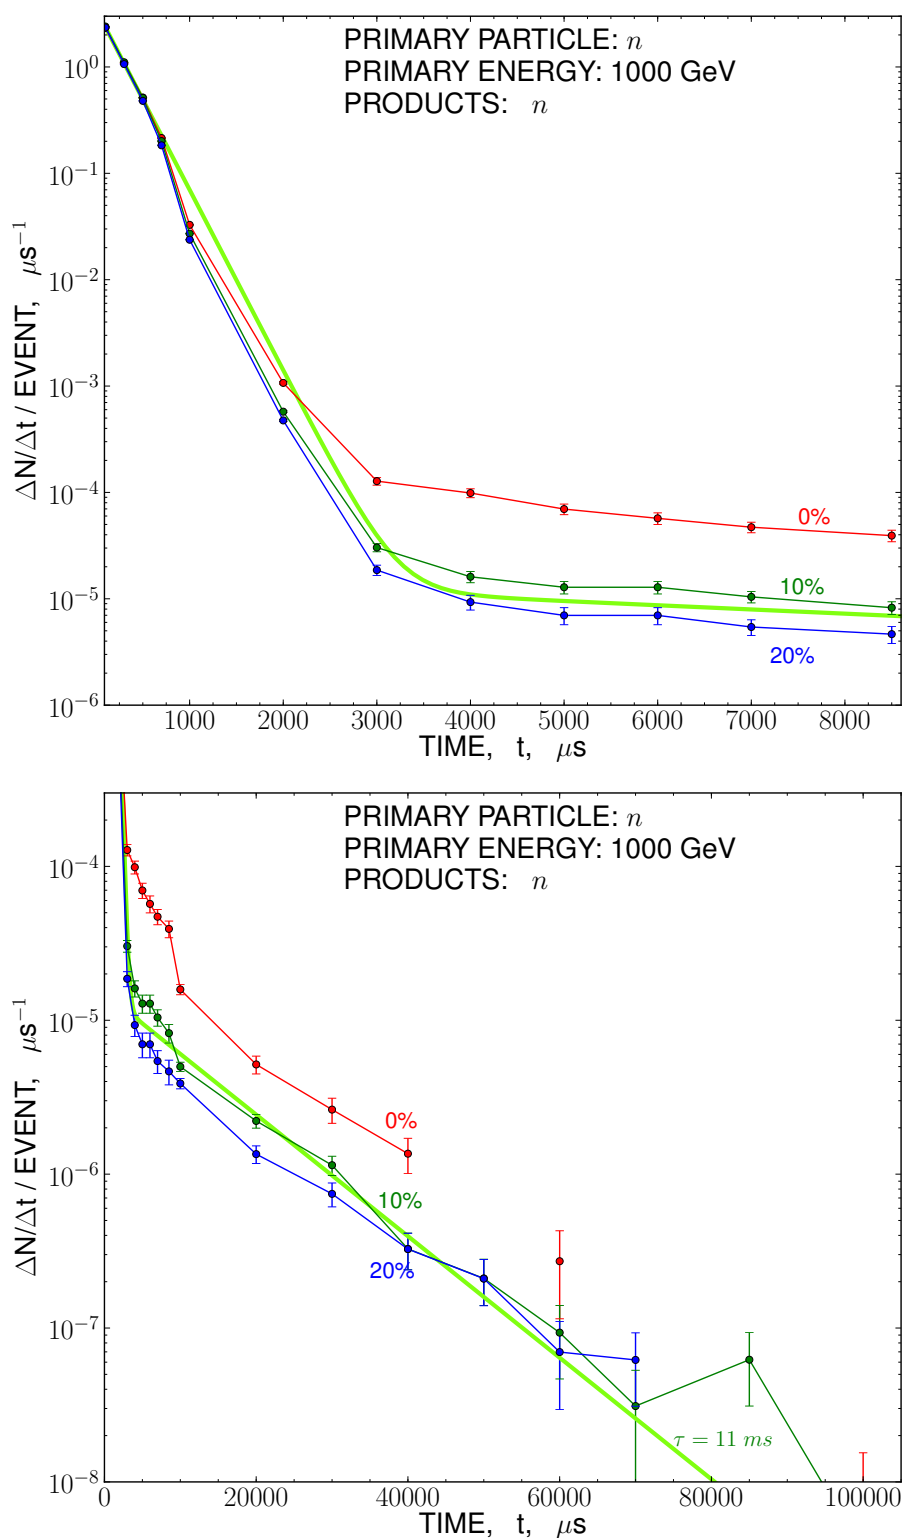 PRIMARY PARTICLE: n
PRIMARY ENERGY: 1000 GeV
PRODUCTS: n
10⁰
10⁻¹
10⁻²
10⁻³
10⁻⁴
10⁻⁵
10⁻⁶
ΔN/Δt / EVENT, μs⁻¹
0%
10%
20%
1000 2000 3000 4000 5000 6000 7000 8000
TIME, t, μs
PRIMARY PARTICLE: n
PRIMARY ENERGY: 1000 GeV
PRODUCTS: n
10⁻⁴
10⁻⁵
10⁻⁶
10⁻⁷
10⁻⁸
ΔN/Δt / EVENT, μs⁻¹
0%
10%
20%
τ = 11 ms
0 20000 40000 60000 80000 100000
TIME, t, μs